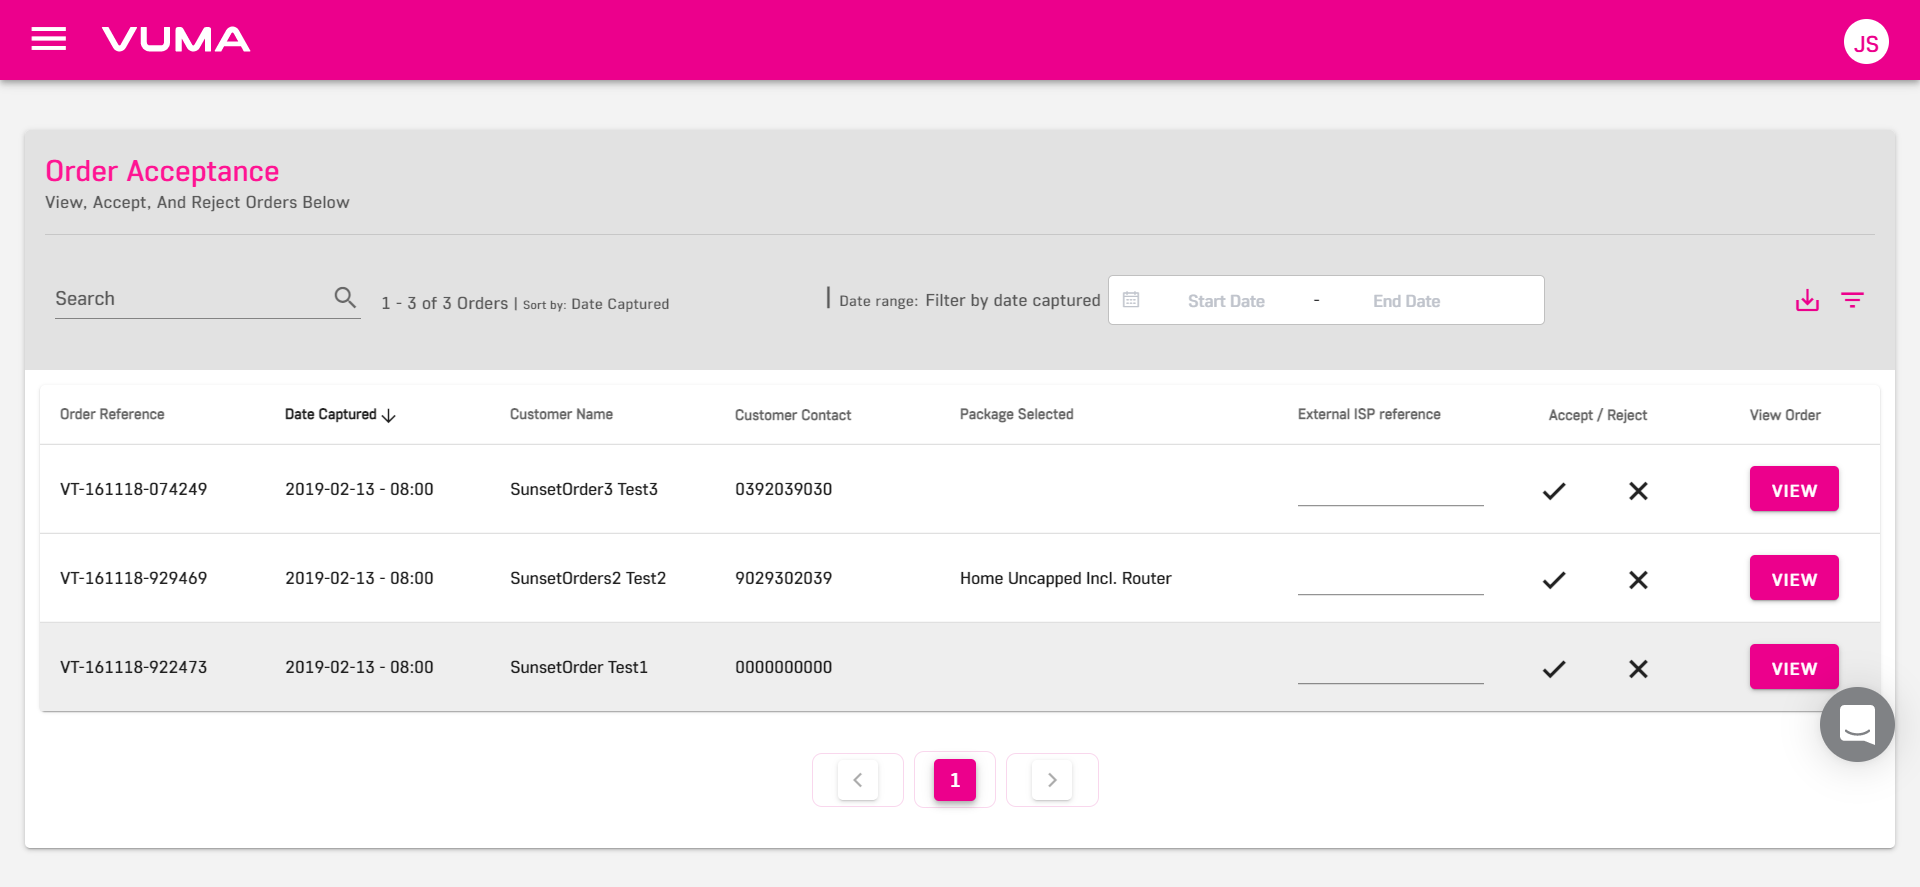 VUMA
JS
Order Acceptance
View, Accept, And Reject Orders Below
Search
1 - 3 of 3 Orders | Sort by: Date Captured
Date range: Filter by date captured
Start Date - End Date
Order Reference Date Captured Customer Name Customer Contact Package Selected External ISP reference Accept / Reject View Order
VT-161118-074249 2019-02-13 - 08:00 SunsetOrder3 Test3 0392039030 VIEW
VT-161118-929469 2019-02-13 - 08:00 SunsetOrders2 Test2 9029302039 Home Uncapped Incl. Router VIEW
VT-161118-922473 2019-02-13 - 08:00 SunsetOrder Test1 0000000000 VIEW
1